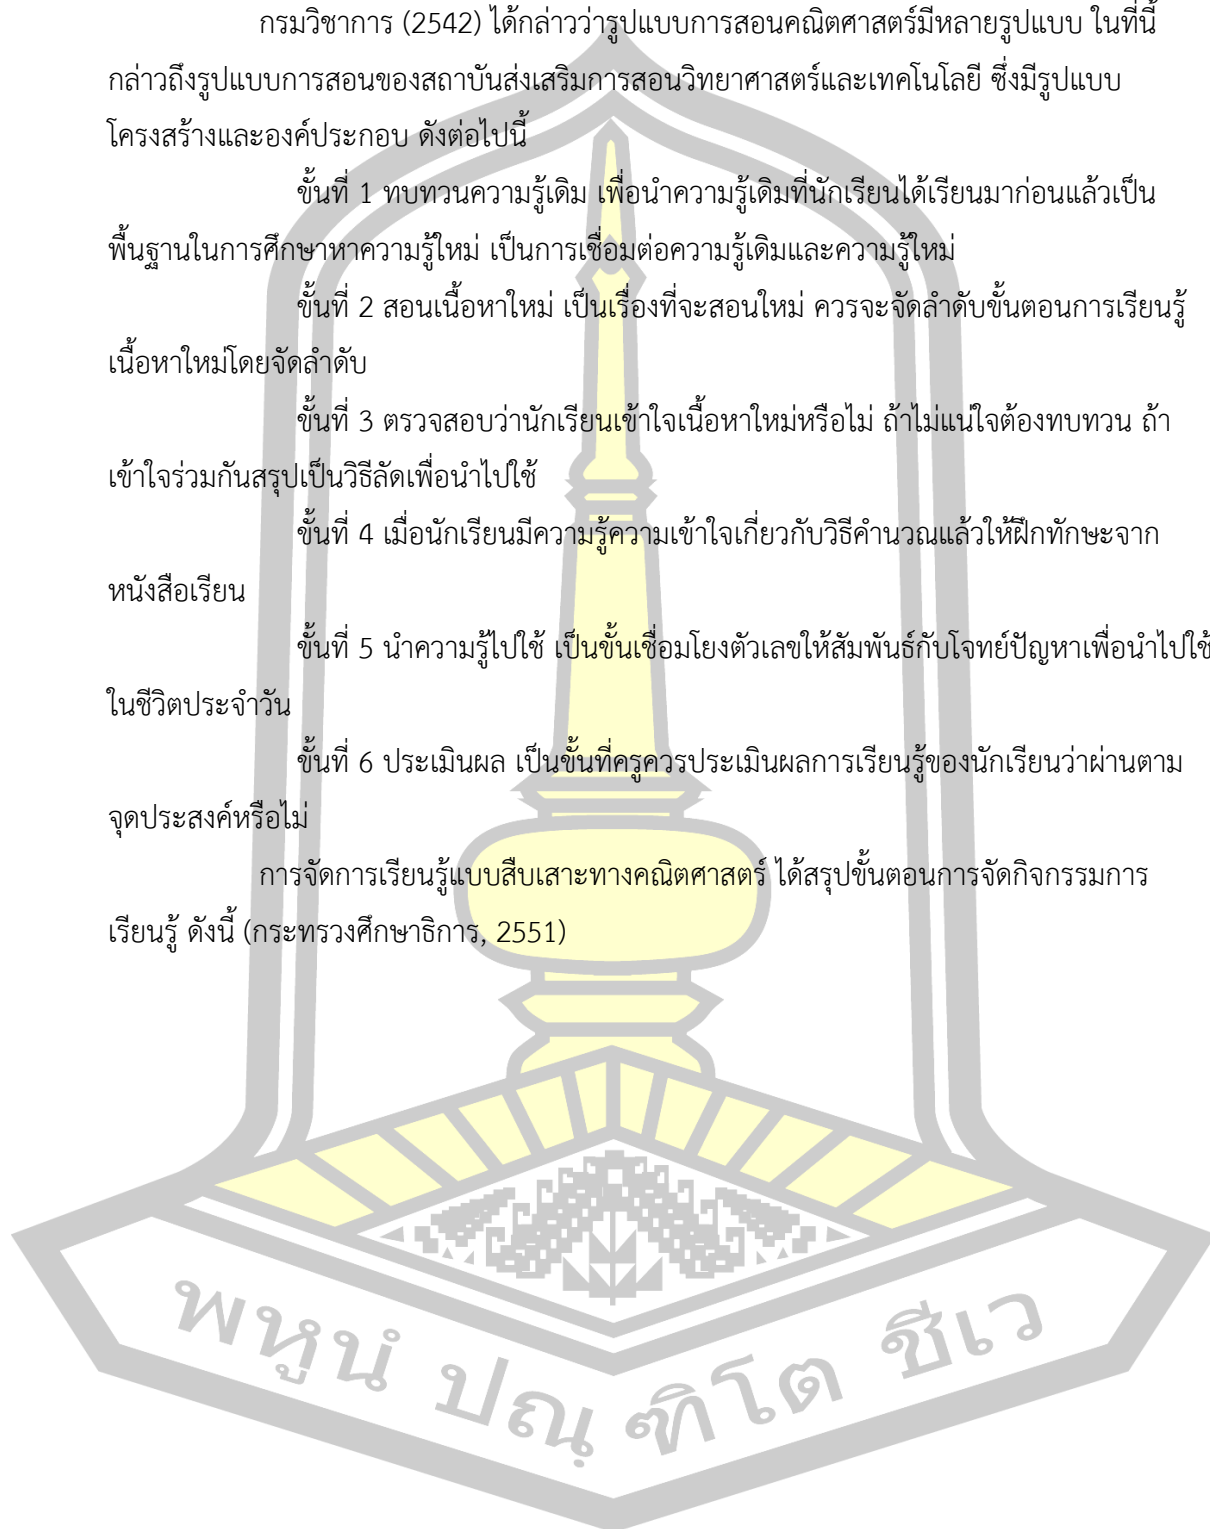 กรมวิชาการ (2542) ได้กล่าวว่ารูปแบบการสอนคณิตศาสตร์มีหลายรูปแบบ ในที่นี้
กล่าวถึงรูปแบบการสอนของสถาบันส่งเสริมการสอนวิทยาศาสตร์และเทคโนโลยี ซึ่งมีรูปแบบ
โครงสร้างและองค์ประกอบ ดังต่อไปนี้
ขั้นที่ 1 ทบทวนความรู้เดิม เพื่อนำความรู้เดิมที่นักเรียนได้เรียนมาก่อนแล้วเป็น
พื้นฐานในการศึกษาหาความรู้ใหม่ เป็นการเชื่อมต่อความรู้เดิมและความรู้ใหม่
ขั้นที่ 2 สอนเนื้อหาใหม่ เป็นเรื่องที่จะสอนใหม่ ควรจะจัดลำดับขั้นตอนการเรียนรู้
เนื้อหาใหม่โดยจัดลำดับ
ขั้นที่ 3 ตรวจสอบว่านักเรียนเข้าใจเนื้อหาใหม่หรือไม่ ถ้าไม่แน่ใจต้องทบทวน ถ้า
เข้าใจร่วมกันสรุปเป็นวิธีลัดเพื่อนำไปใช้
ขั้นที่ 4 เมื่อนักเรียนมีความรู้ความเข้าใจเกี่ยวกับวิธีคำนวณแล้วให้ฝึกทักษะจาก
หนังสือเรียน
ขั้นที่ 5 นำความรู้ไปใช้ เป็นขั้นเชื่อมโยงตัวเลขให้สัมพันธ์กับโจทย์ปัญหาเพื่อนำไปใช้
ในชีวิตประจำวัน
ขั้นที่ 6 ประเมินผล เป็นขั้นที่ครูควรประเมินผลการเรียนรู้ของนักเรียนว่าผ่านตาม
จุดประสงค์หรือไม่
การจัดการเรียนรู้แบบสืบเสาะทางคณิตศาสตร์ ได้สรุปขั้นตอนการจัดกิจกรรมการ
เรียนรู้ ดังนี้ (กระทรวงศึกษาธิการ, 2551)
พหูนํ ปณฺฑิโต ชีเว